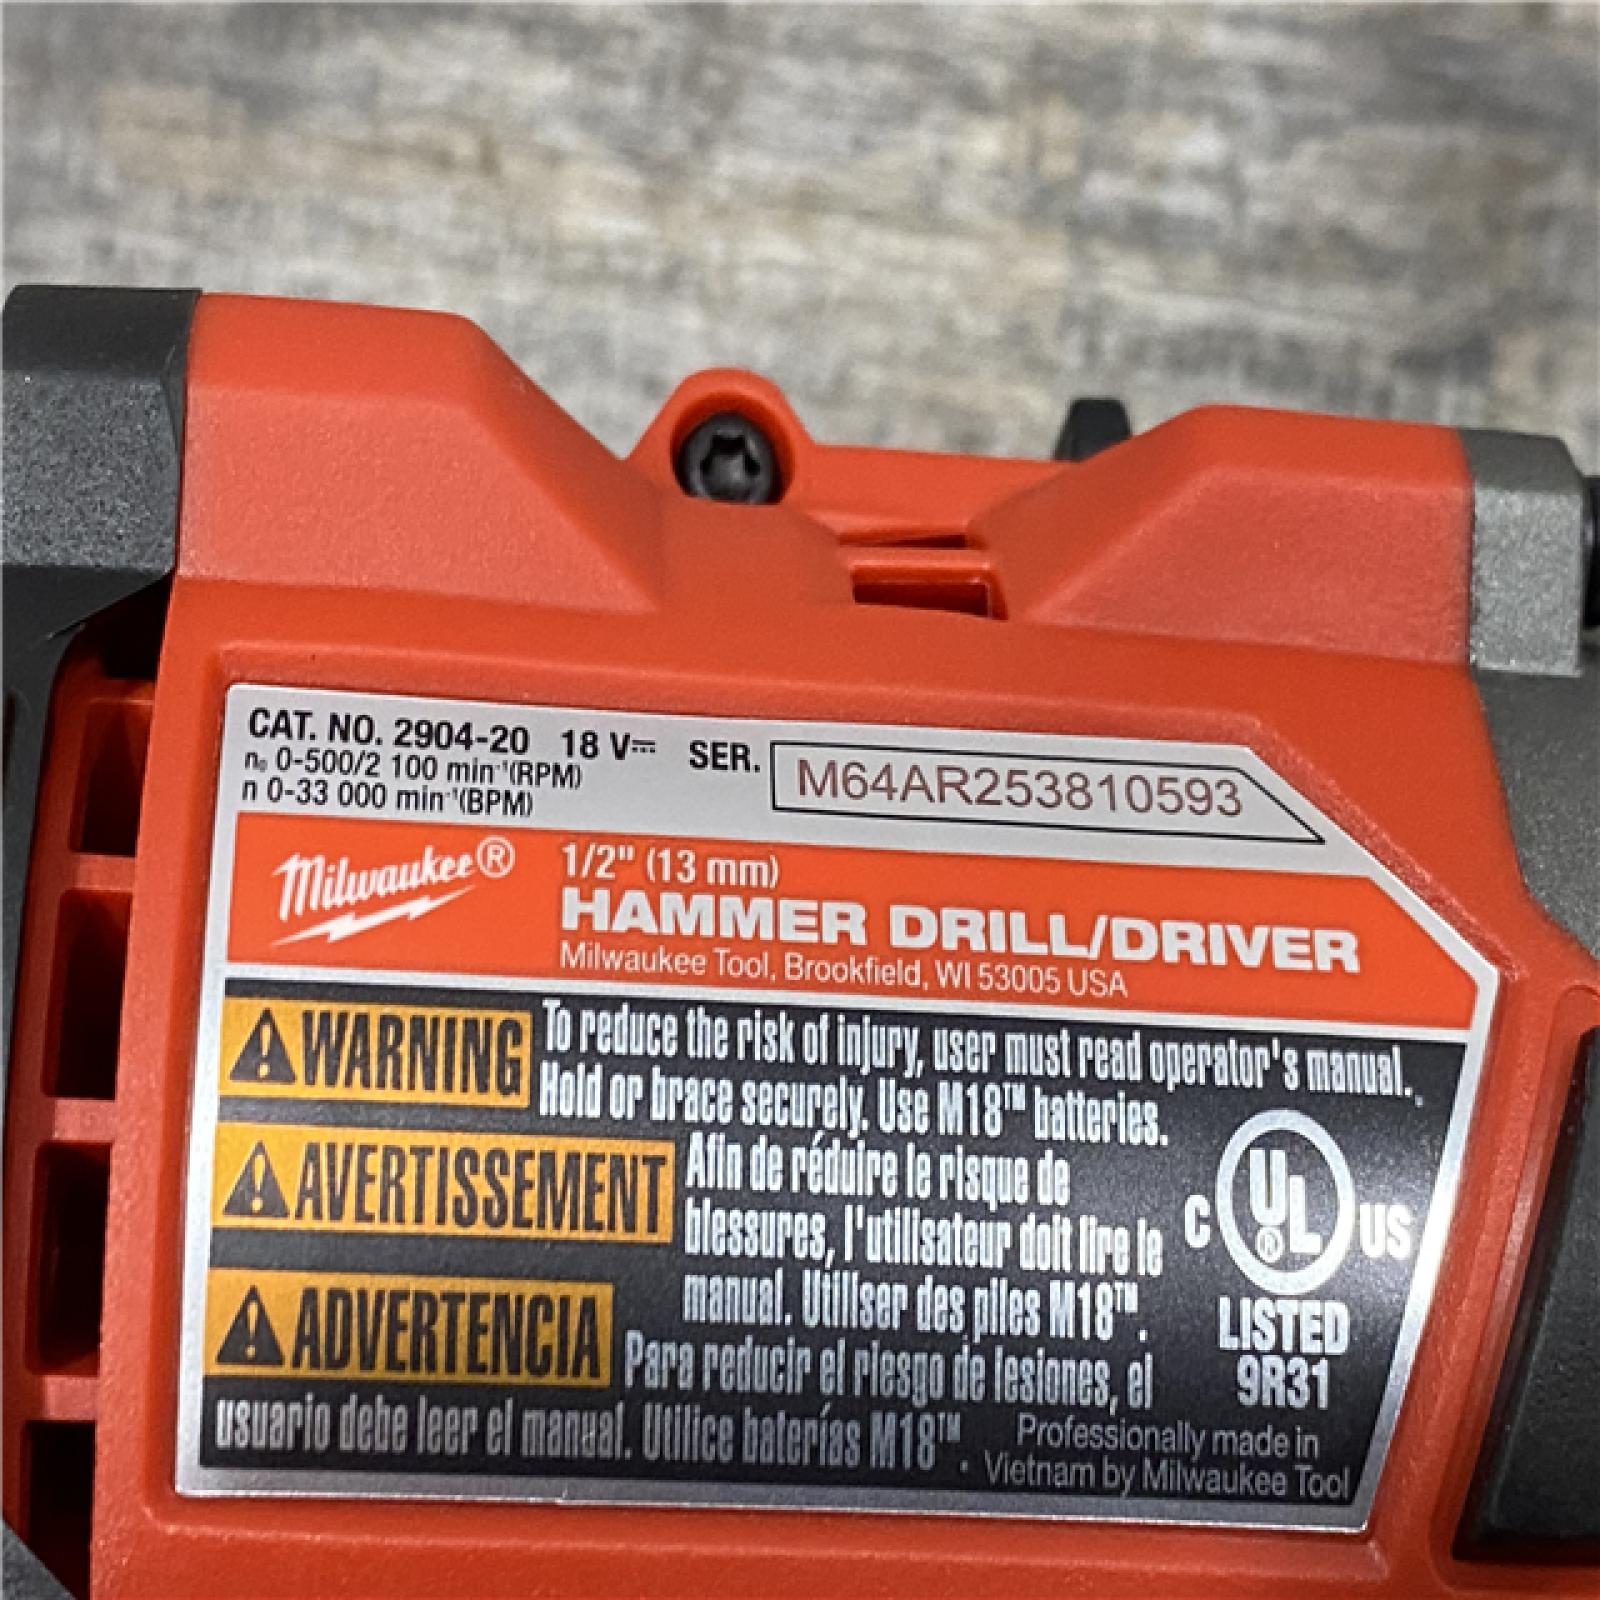 CAT. NO. 2904-20 18 V⎓ SER. M64AR253810593
n₀ 0-500/2 100 min⁻¹(RPM)
n 0-33 000 min⁻¹(BPM)
Milwaukee®
1/2" (13 mm)
HAMMER DRILL/DRIVER
Milwaukee Tool, Brookfield, WI 53005 USA
WARNING To reduce the risk of injury, user must read operator's manual.
Hold or brace securely. Use M18™ batteries.
AVERTISSEMENT Afin de réduire le risque de
blessures, l'utilisateur doit lire le
manual. Utiliser des piles M18™.
ADVERTENCIA Para reducir el riesgo de lesiones, el
usuario debe leer el manual. Utilice baterías M18™.
C UL® US
LISTED
9R31
Professionally made in
Vietnam by Milwaukee Tool